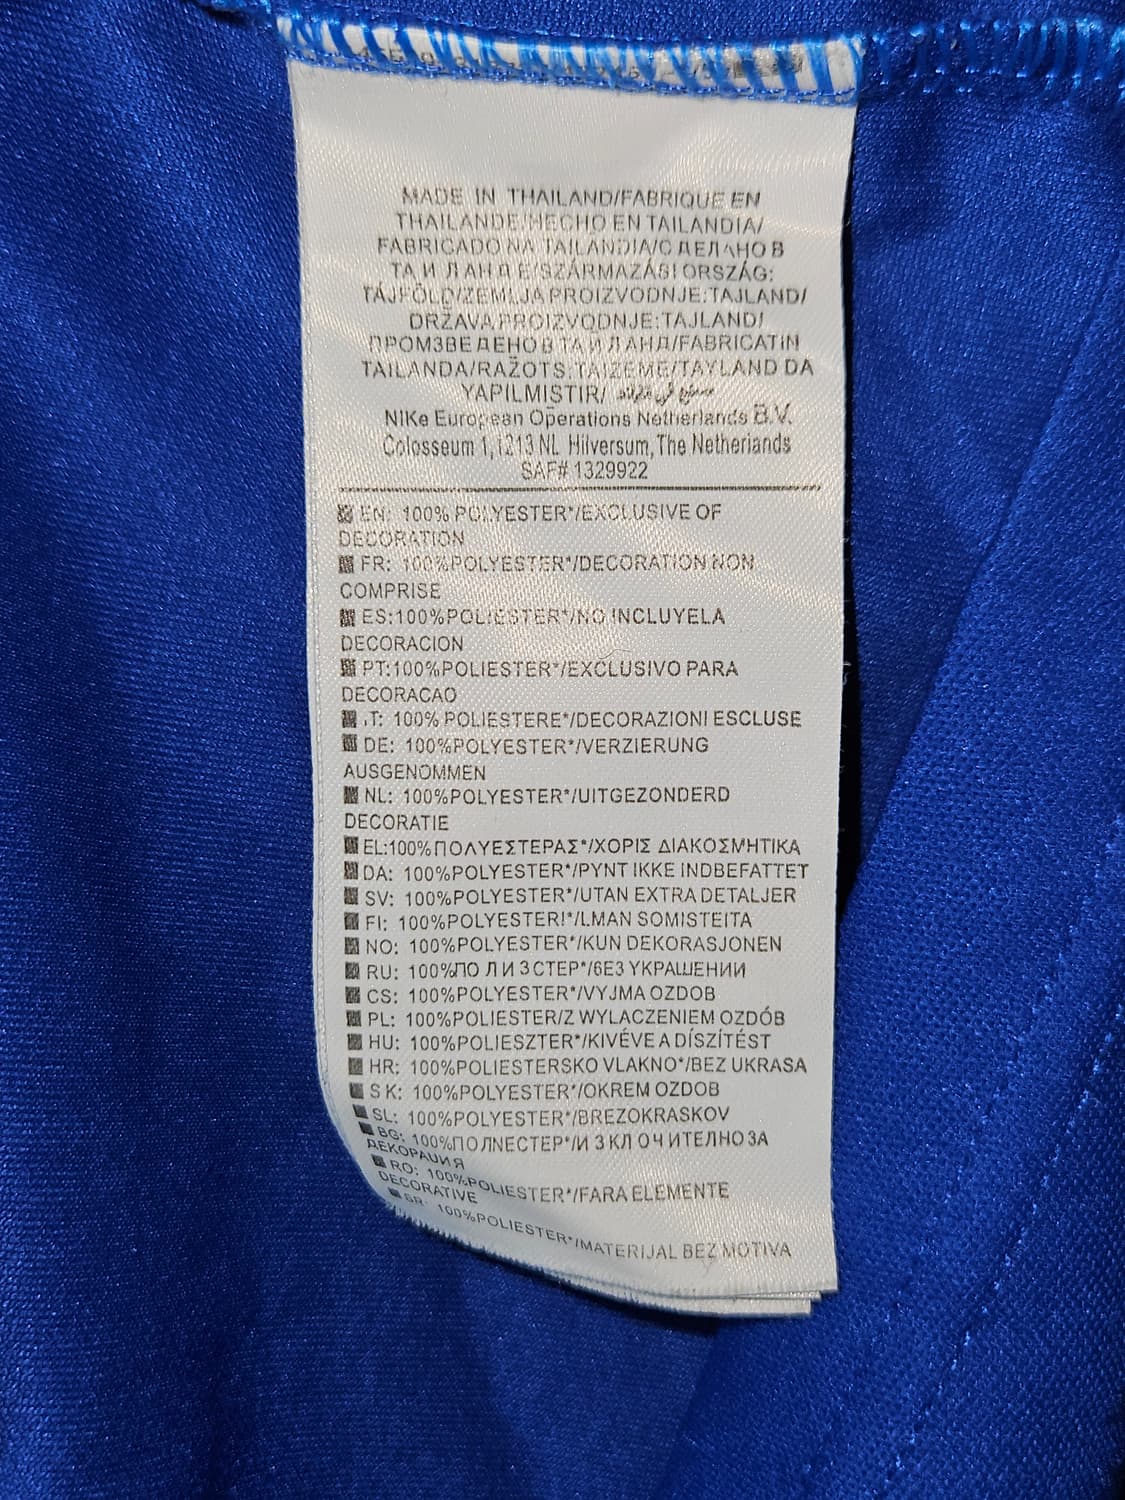 MADE IN THAILAND/FABRIQUE EN
THAILANDE/HECHO EN TAILANDIA/
FABRICADO NA TAILANDIA/СДЕЛАНО В
ТА И Л АН Д Е/SZÁRMAZÁSI ORSZÁG:
TÁJFÖLD/ZEMLJA PROIZVODNJE:TAJLAND/
DRŽAVA PROIZVODNJE:TAJLAND/
ПРОМЗВЕДЕНО В ТА И Л АНД/FABRICATIN
TAILANDA/RAŽOTS:TAIZEME/TAYLAND DA
YAPILMISTIR/
NIKe European Operations Netherlands B.V.
Colosseum 1,1213 NL Hilversum,The Netherlands
SAF# 1329922
EN: 100% POLYESTER*/EXCLUSIVE OF
DECORATION
FR: 100%POLYESTER*/DECORATION NON
COMPRISE
ES:100%POLIESTER*/NO INCLUYELA
DECORACION
PT:100%POLIESTER*/EXCLUSIVO PARA
DECORACAO
IT: 100% POLIESTERE*/DECORAZIONI ESCLUSE
DE: 100%POLYESTER*/VERZIERUNG
AUSGENOMMEN
NL: 100%POLYESTER*/UITGEZONDERD
DECORATIE
EL:100%ΠΟΛΥΕΣΤΕΡΑΣ*/ΧΟΡΙΣ ΔΙΑΚΟΣΜΗΤΙΚΑ
DA: 100%POLYESTER*/PYNT IKKE INDBEFATTET
SV: 100%POLYESTER*/UTAN EXTRA DETALJER
FI: 100%POLYESTER!*/LMAN SOMISTEITA
NO: 100%POLYESTER*/KUN DEKORASJONEN
RU: 100%ПО Л И З СТЕР*/6ЕЗ УКРАШЕНИИ
CS: 100%POLYESTER*/VYJMA OZDOB
PL: 100%POLIESTER/Z WYLACZENIEM OZDÓB
HU: 100%POLIESZTER*/KIVÉVE A DÍSZÍTÉST
HR: 100%POLIESTERSKO VLAKNO*/BEZ UKRASA
S K: 100%POLYESTER*/OKREM OZDOB
SL: 100%POLYESTER*/BREZOKRASKOV
BG: 100%ПОЛNЕСТЕР*/И З КЛ О Ч ИТЕЛНО ЗА
ДЕКОРАЦИЯ
RO: 100%POLIESTER*/FARA ELEMENTE
DECORATIVE
SR: 100%POLIESTER*/MATERIJAL BEZ MOTIVA